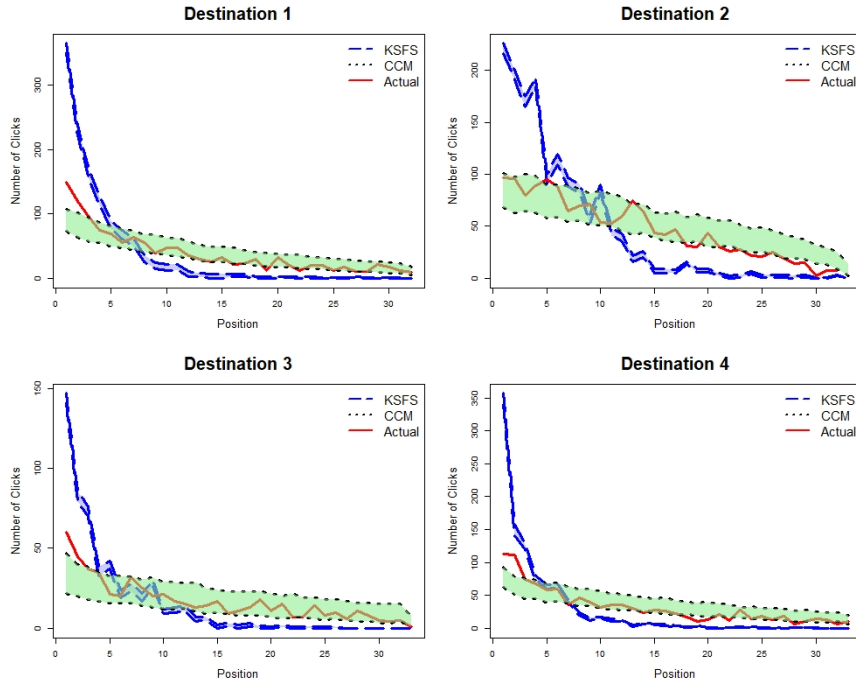 Destination 1
KSFS
CCM
Actual
Number of Clicks
0
100
200
300
0
5
10
15
20
25
30
Position
Destination 2
KSFS
CCM
Actual
Number of Clicks
0
50
100
150
200
0
5
10
15
20
25
30
Position
Destination 3
KSFS
CCM
Actual
Number of Clicks
0
50
100
150
0
5
10
15
20
25
30
Position
Destination 4
KSFS
CCM
Actual
Number of Clicks
0
50
100
150
200
250
300
350
0
5
10
15
20
25
30
Position